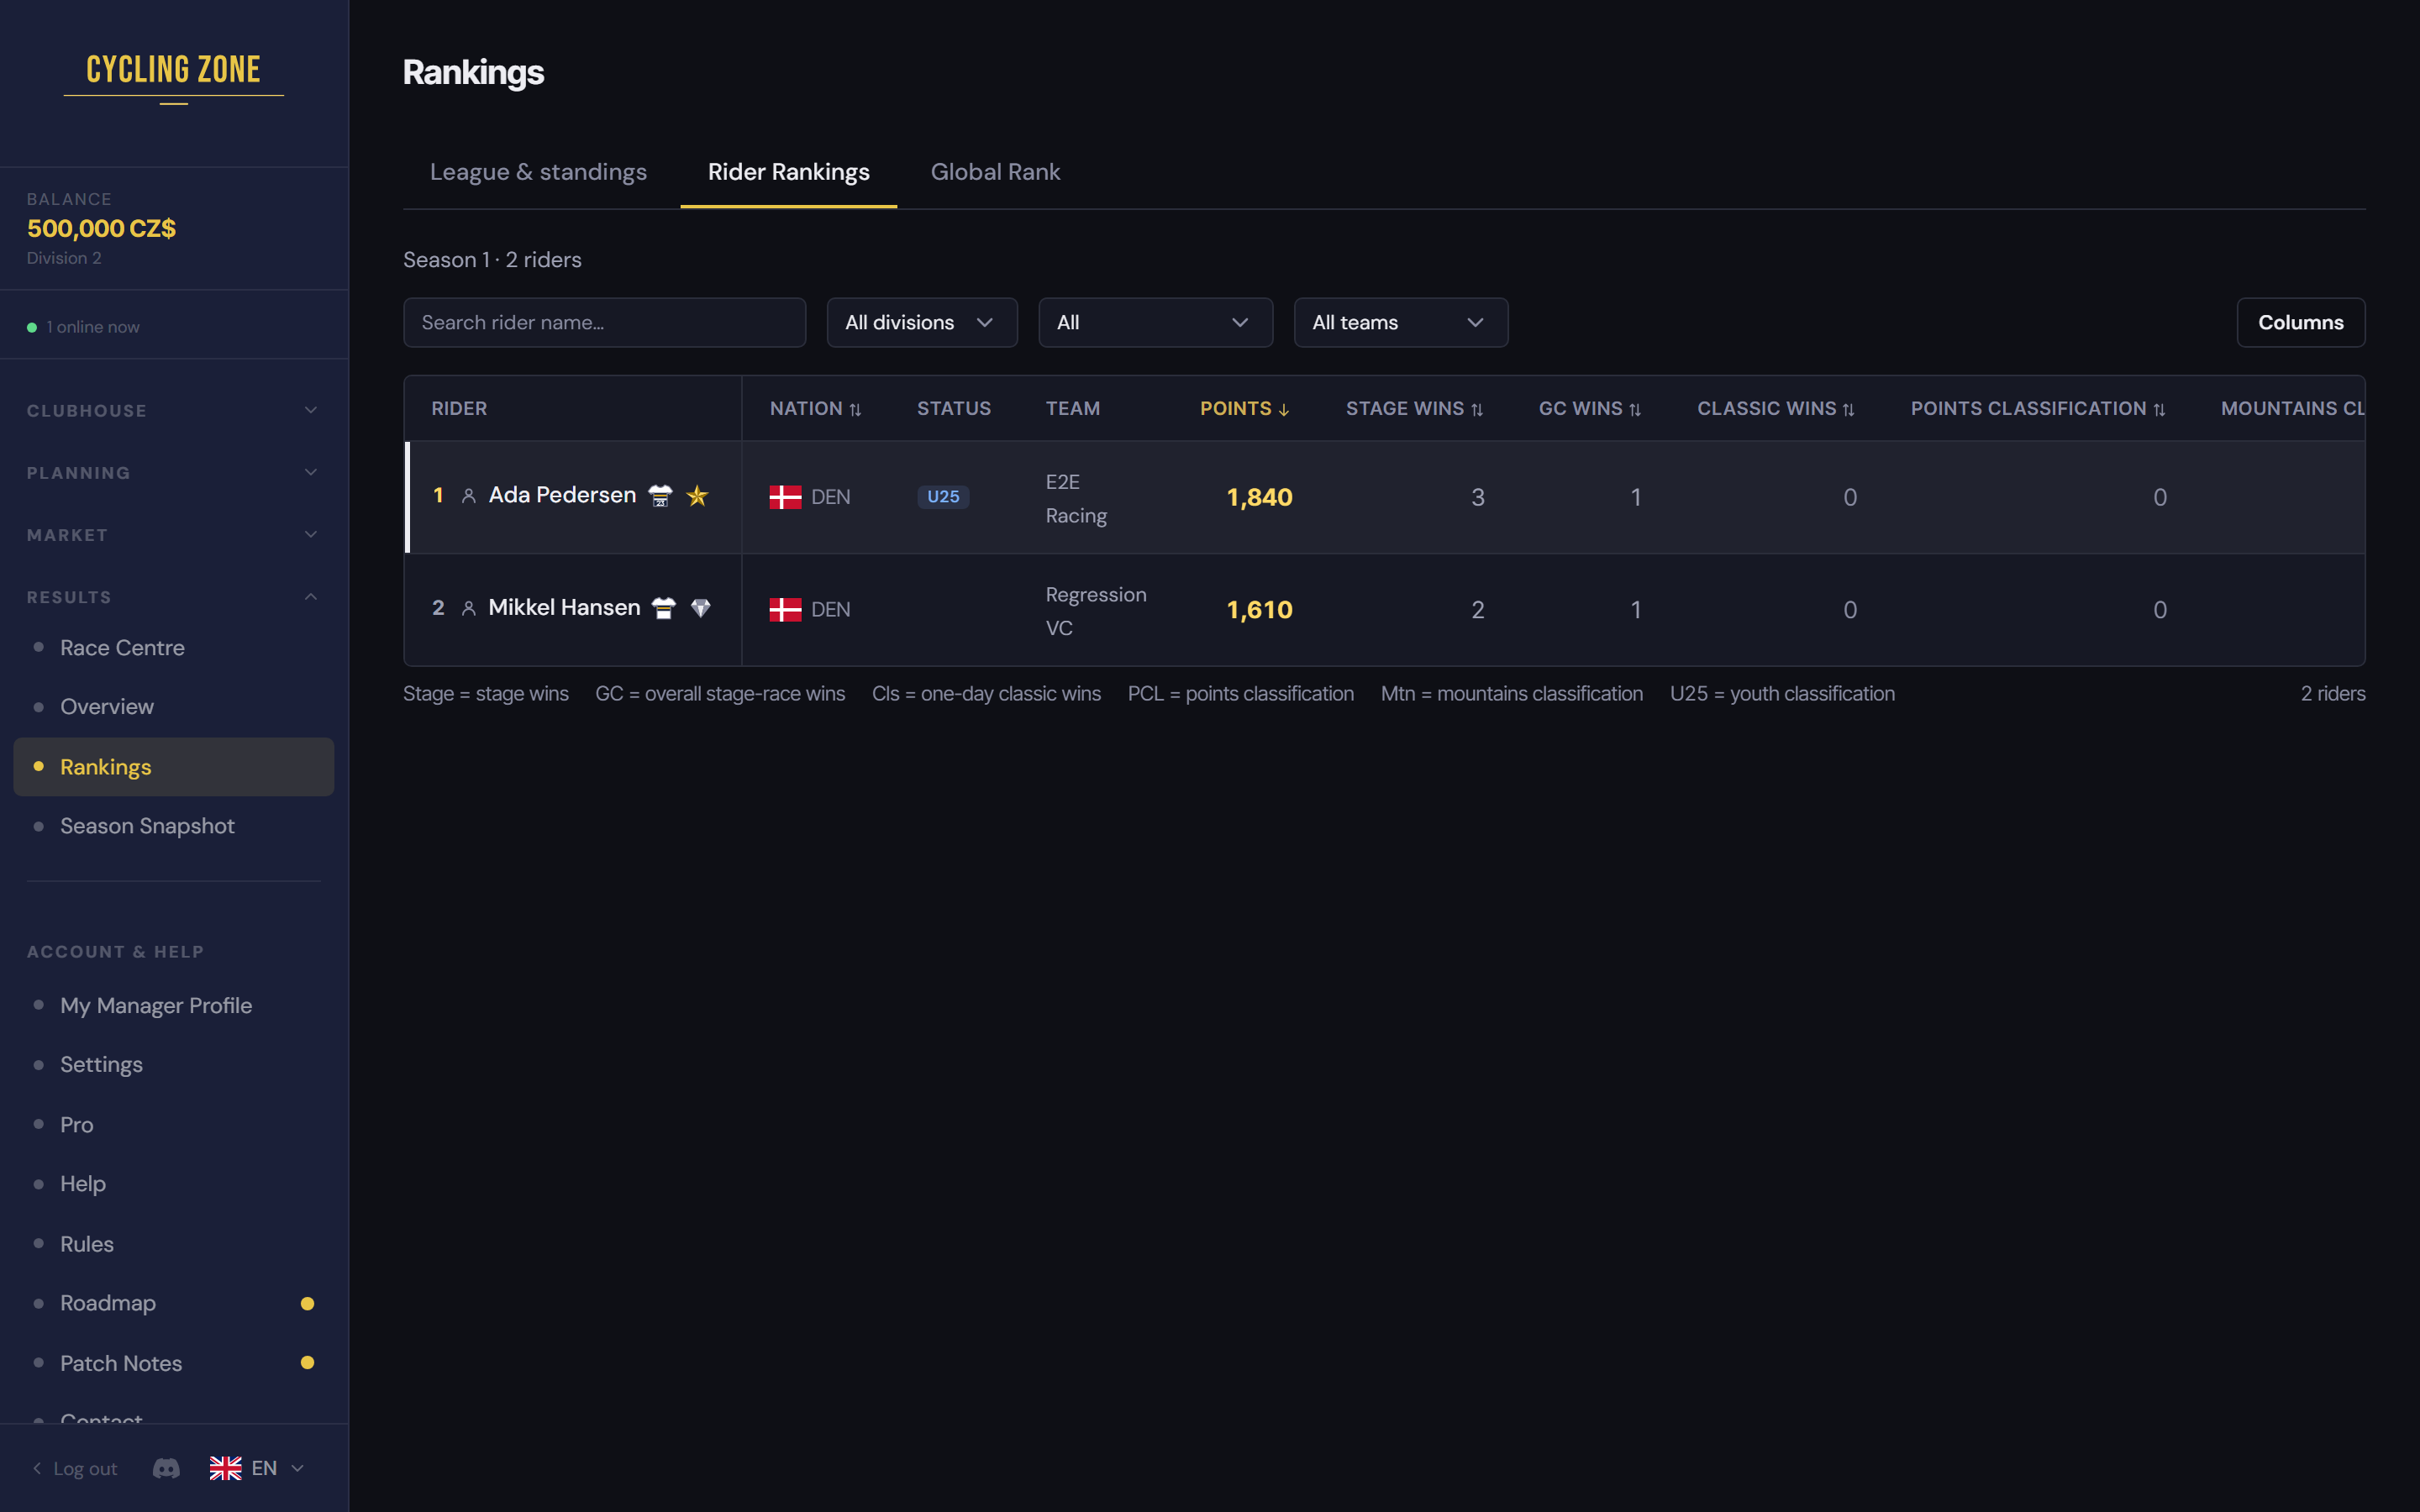 CYCLING ZONE
BALANCE
500,000 CZ$
Division 2
1 online now
CLUBHOUSE
PLANNING
MARKET
RESULTS
Race Centre
Overview
Rankings
Season Snapshot
ACCOUNT & HELP
My Manager Profile
Settings
Pro
Help
Rules
Roadmap
Patch Notes
Contact
Log out EN
Rankings
League & standings Rider Rankings Global Rank
Season 1 · 2 riders
Search rider name... All divisions All All teams Columns
RIDER NATION STATUS TEAM POINTS STAGE WINS GC WINS CLASSIC WINS POINTS CLASSIFICATION MOUNTAINS CL
1 Ada Pedersen DEN U25 E2E Racing 1,840 3 1 0 0
2 Mikkel Hansen DEN Regression VC 1,610 2 1 0 0
Stage = stage wins GC = overall stage-race wins Cls = one-day classic wins PCL = points classification Mtn = mountains classification U25 = youth classification 2 riders